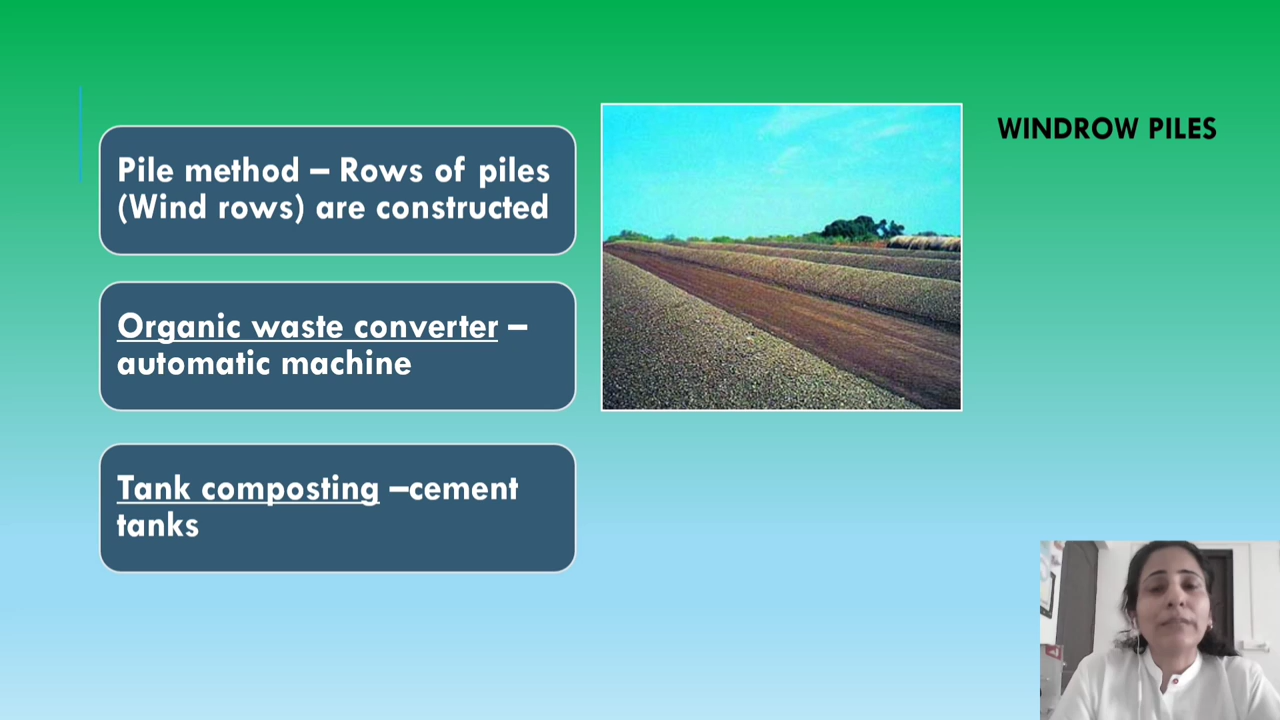 Pile method – Rows of piles
(Wind rows) are constructed
Organic waste converter –
automatic machine
Tank composting –cement
tanks
WINDROW PILES